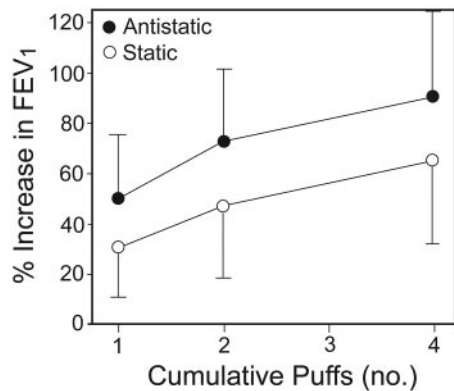 % Increase in FEV1
120
100
80
60
40
20
0
Antistatic
Static
1 2 3 4
Cumulative Puffs (no.)